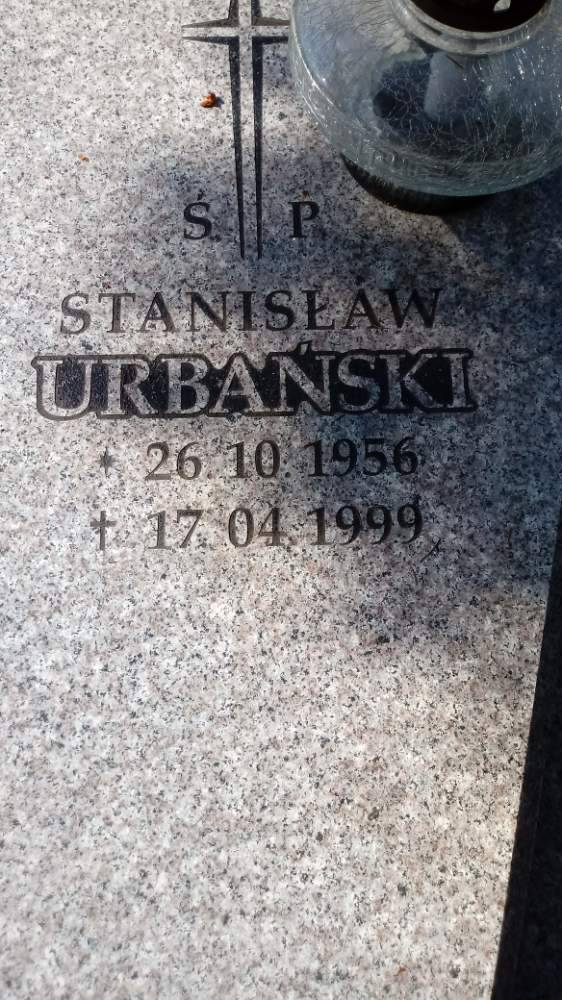 Ś P
STANISŁAW
URBAŃSKI
* 26 10 1956
† 17 04 1999